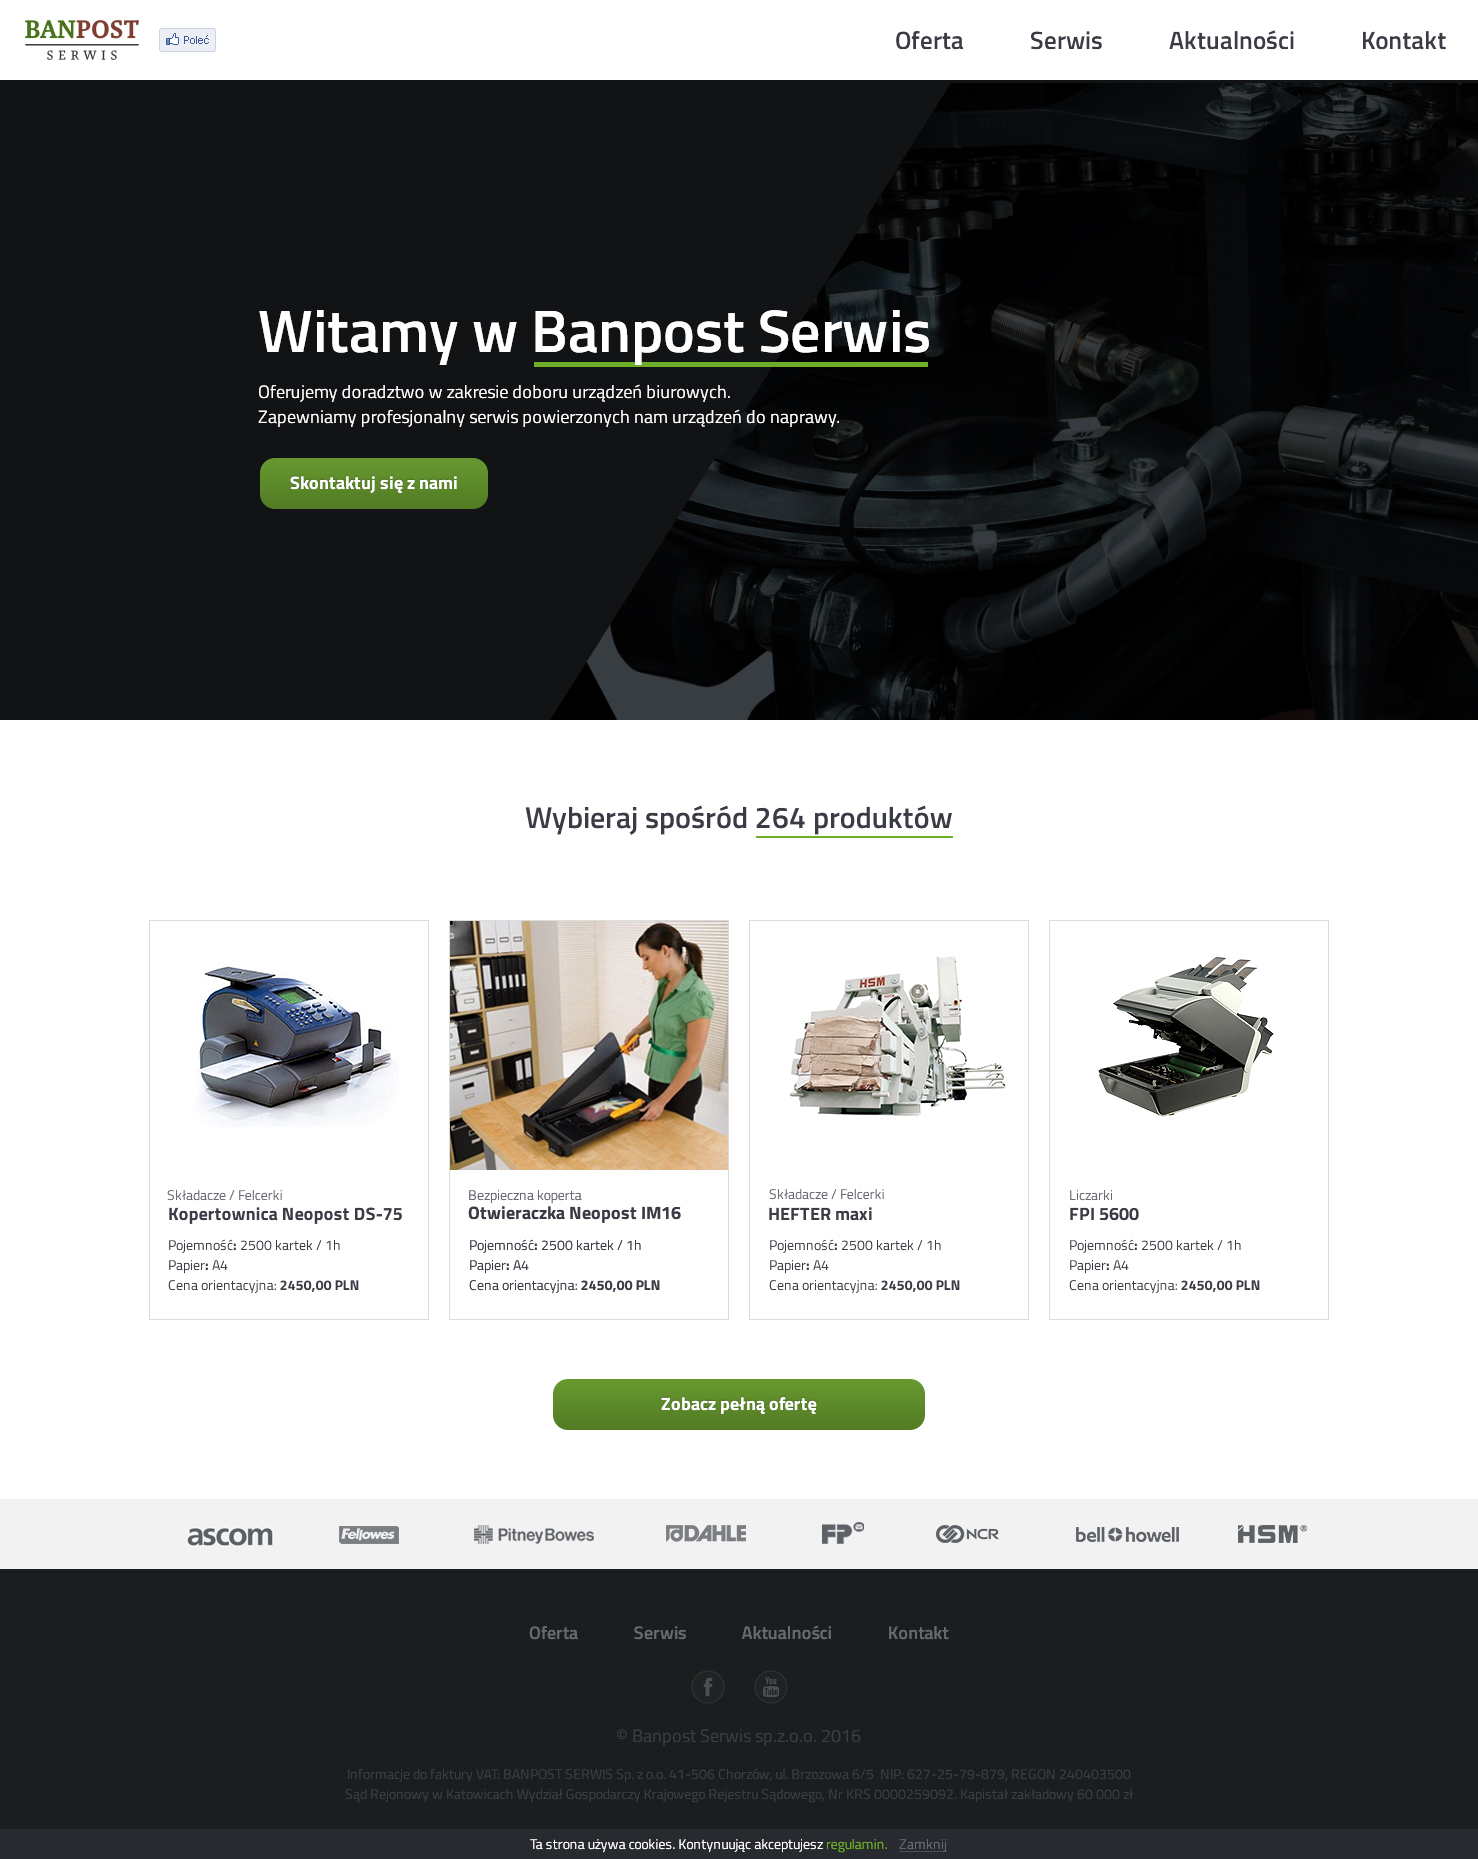 BANPOST
SERWIS
Poleć
Oferta
Serwis
Aktualności
Kontakt
Witamy w Banpost Serwis
Oferujemy doradztwo w zakresie doboru urządzeń biurowych.
Zapewniamy profesjonalny serwis powierzonych nam urządzeń do naprawy.
Skontaktuj się z nami
Wybieraj spośród 264 produktów
HSM
Składacze / Felcerki
Kopertownica Neopost DS-75
Pojemność: 2500 kartek / 1h
Papier: A4
Cena orientacyjna: 2450,00 PLN
Bezpieczna koperta
Otwieraczka Neopost IM16
Pojemność: 2500 kartek / 1h
Papier: A4
Cena orientacyjna: 2450,00 PLN
Składacze / Felcerki
HEFTER maxi
Pojemność: 2500 kartek / 1h
Papier: A4
Cena orientacyjna: 2450,00 PLN
Liczarki
FPI 5600
Pojemność: 2500 kartek / 1h
Papier: A4
Cena orientacyjna: 2450,00 PLN
Zobacz pełną ofertę
ascom
Fellowes
PitneyBowes
DAHLE
FP
NCR
bell howell
HSM®
Oferta
Serwis
Aktualności
Kontakt
f
You Tube
© Banpost Serwis sp.z.o.o. 2016
Informacje do faktury VAT: BANPOST SERWIS Sp. z o.o. 41-506 Chorzów, ul. Brzozowa 6/5 NIP: 627-25-79-879, REGON 240403500
Sąd Rejonowy w Katowicach Wydział Gospodarczy Krajowego Rejestru Sądowego, Nr KRS 0000259092. Kapistał zakładowy 60 000 zł
Ta strona używa cookies. Kontynuując akceptujesz regulamin. Zamknij